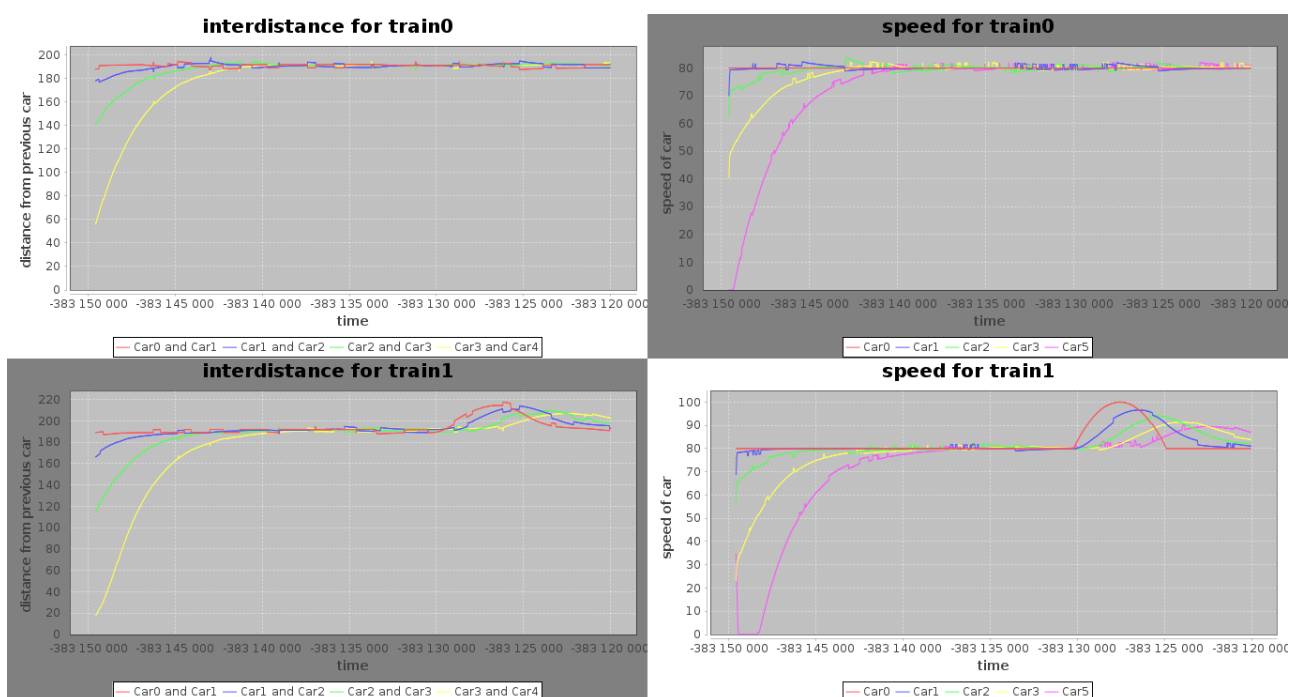 interdistance for train0
distance from previous car
200
180
160
140
120
100
80
60
40
20
0
-383 150 000 -383 145 000 -383 140 000 -383 135 000 -383 130 000 -383 125 000 -383 120 000
time
Car0 and Car1 Car1 and Car2 Car2 and Car3 Car3 and Car4
speed for train0
speed of car
80
70
60
50
40
30
20
10
0
-383 150 000 -383 145 000 -383 140 000 -383 135 000 -383 130 000 -383 125 000 -383 120 000
time
Car0 Car1 Car2 Car3 Car5
interdistance for train1
distance from previous car
220
200
180
160
140
120
100
80
60
40
20
0
-383 150 000 -383 145 000 -383 140 000 -383 135 000 -383 130 000 -383 125 000 -383 120 000
time
Car0 and Car1 Car1 and Car2 Car2 and Car3 Car3 and Car4
speed for train1
speed of car
100
90
80
70
60
50
40
30
20
10
0
-383 150 000 -383 145 000 -383 140 000 -383 135 000 -383 130 000 -383 125 000 -383 120 000
time
Car0 Car1 Car2 Car3 Car5